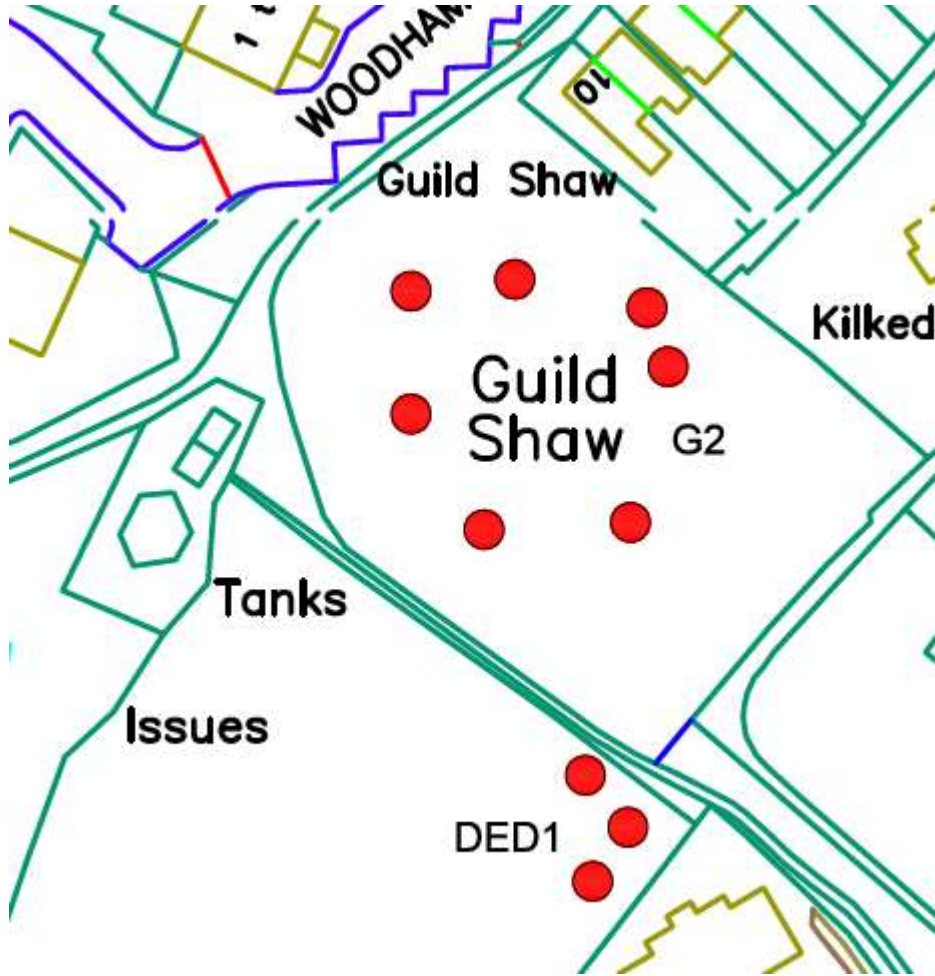 1
WOODHAM
10
Guild Shaw
Kilked
Guild
Shaw
G2
Tanks
Issues
DED1